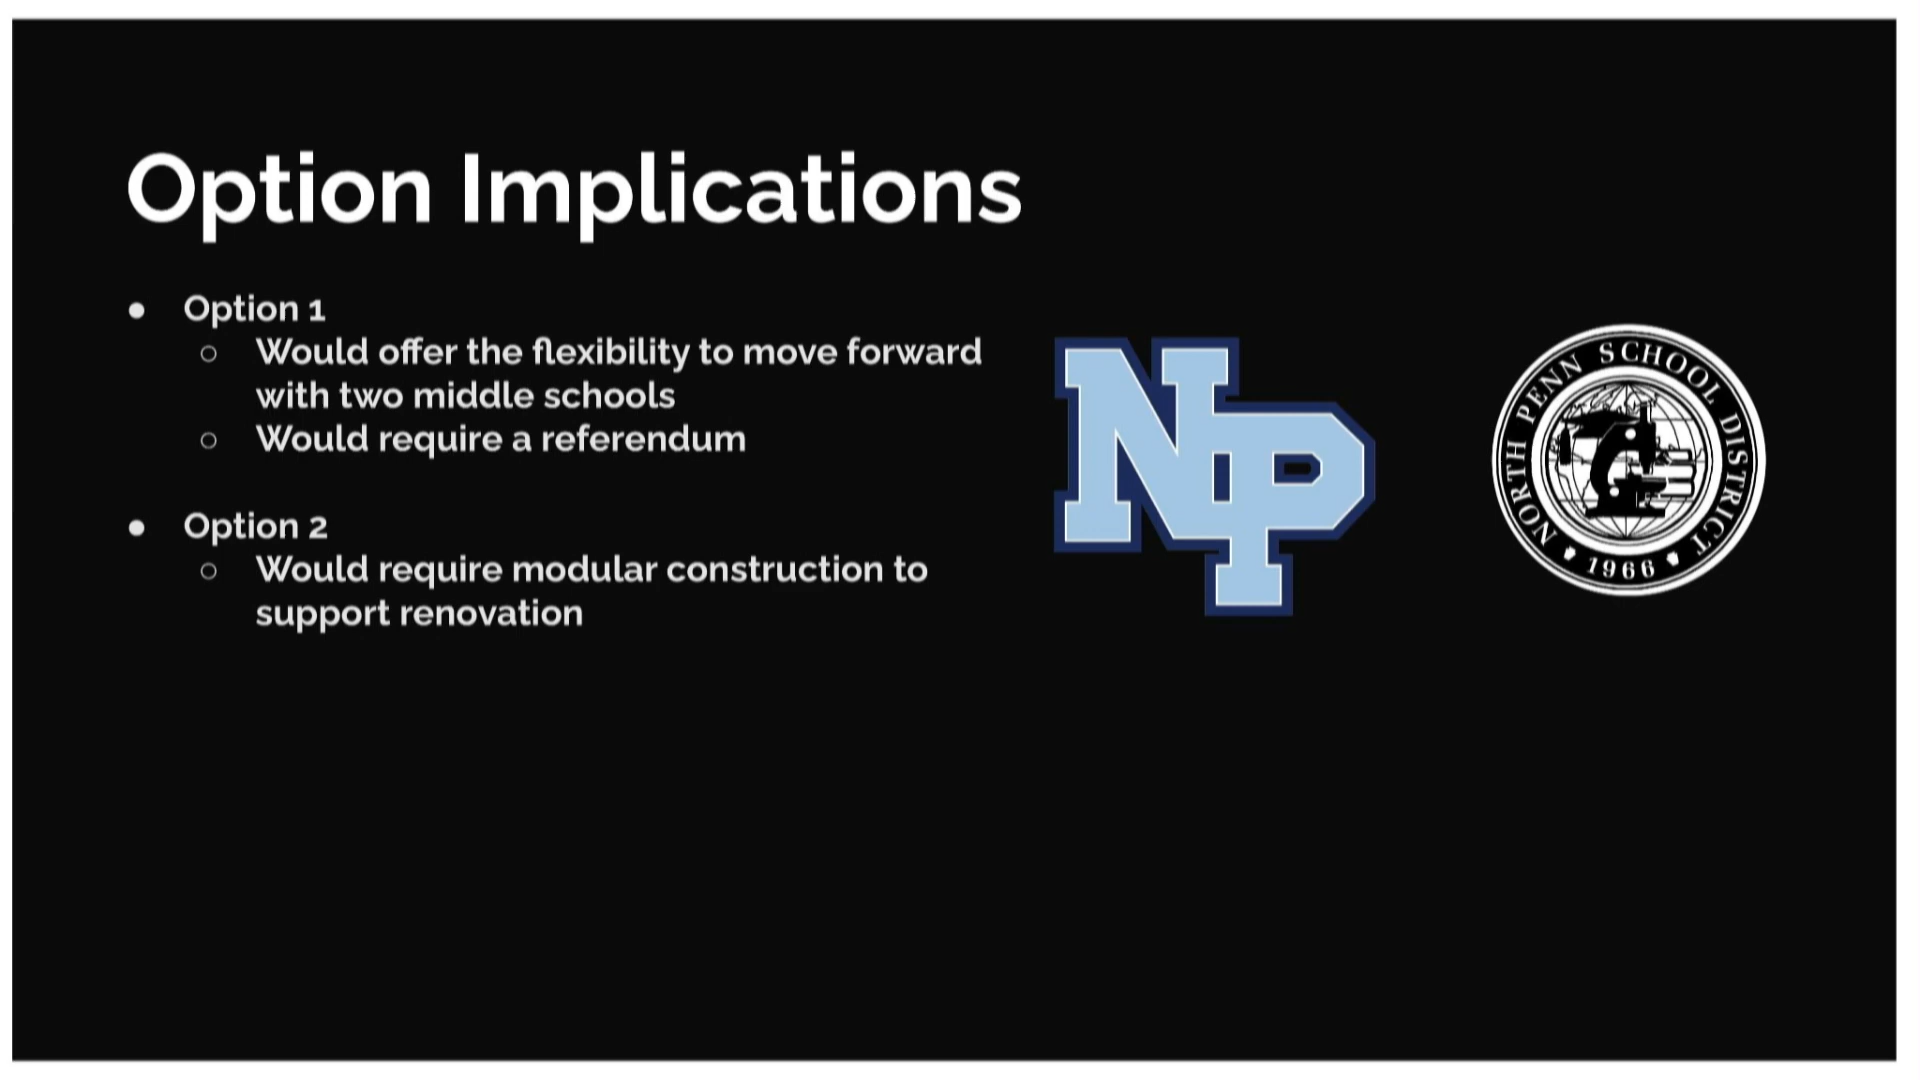 Option Implications
● Option 1
○ Would offer the flexibility to move forward
with two middle schools
○ Would require a referendum
● Option 2
○ Would require modular construction to
support renovation
NP
NORTH PENN SCHOOL DISTRICT
1966